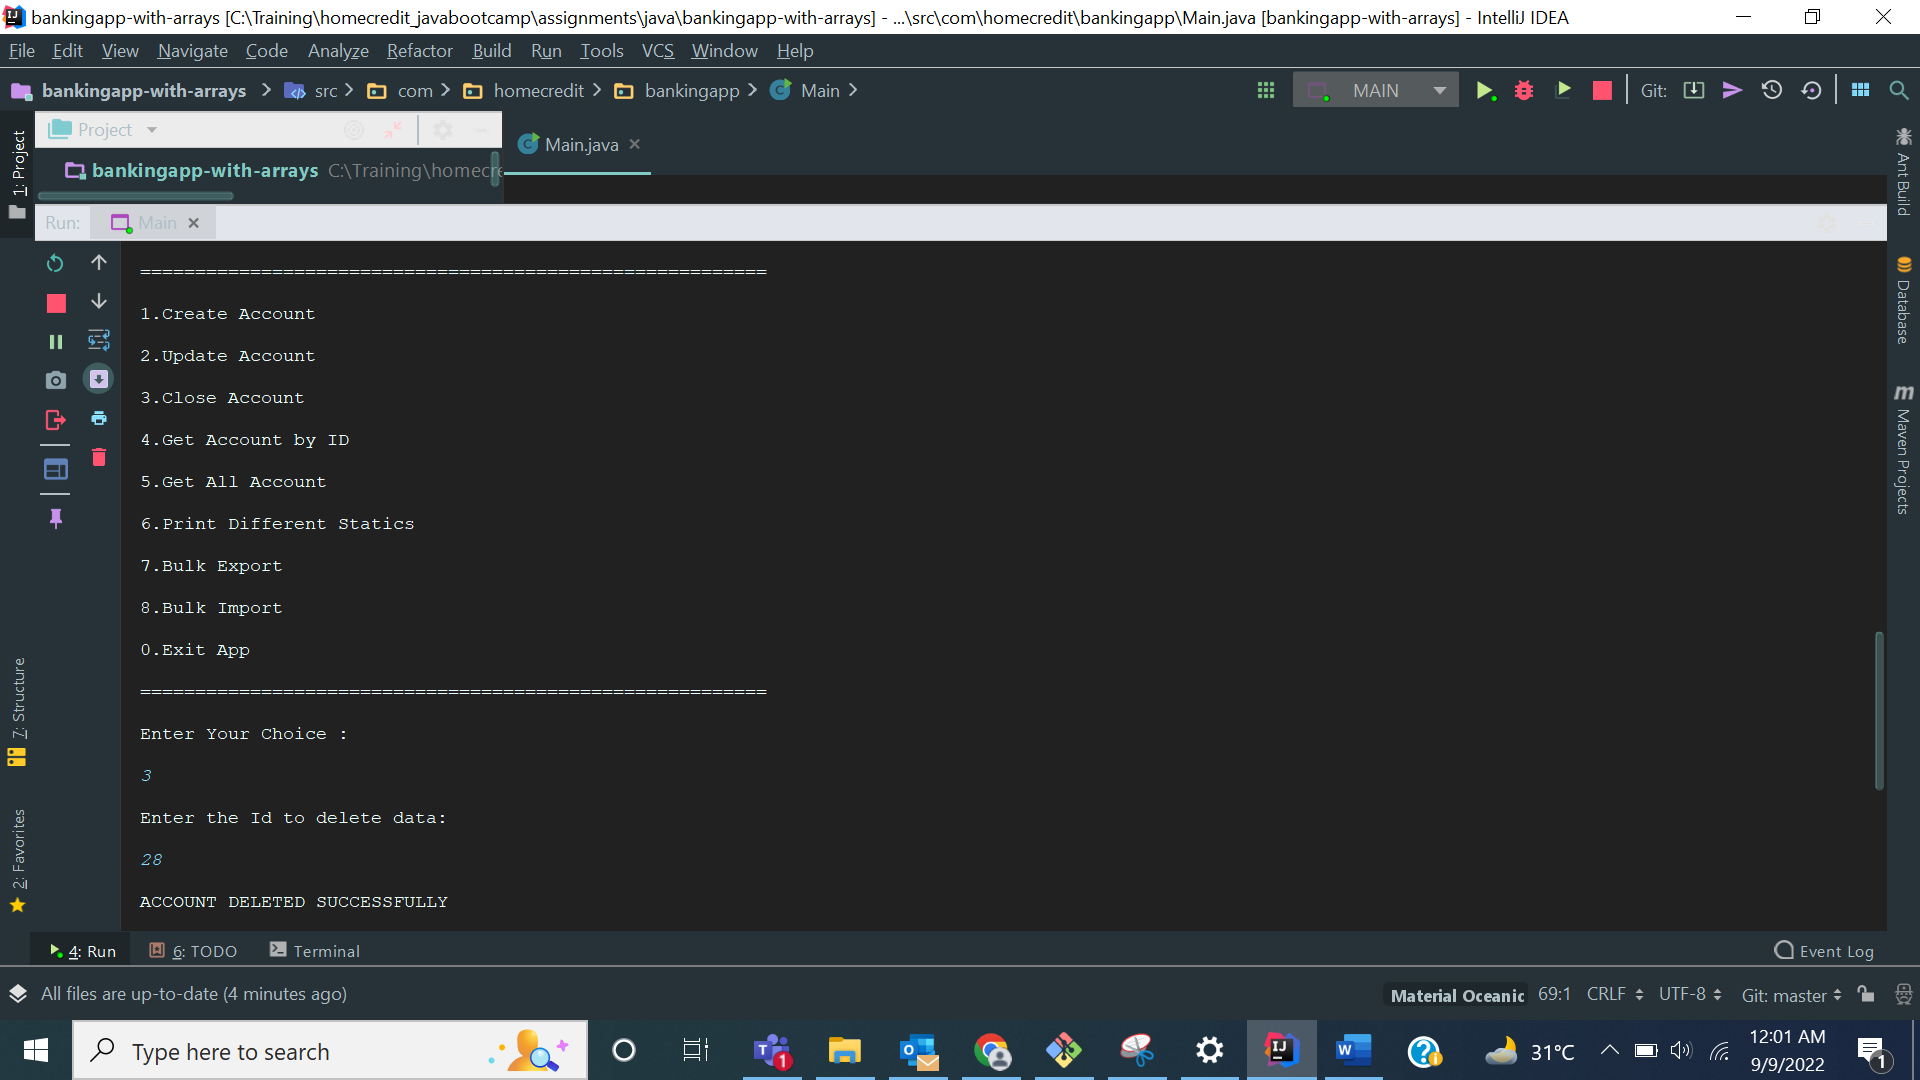 bankingapp-with-arrays [C:\Training\homecredit_javabootcamp\assignments\java\bankingapp-with-arrays] - ...\src\com\homecredit\bankingapp\Main.java [bankingapp-with-arrays] - IntelliJ IDEA
File Edit View Navigate Code Analyze Refactor Build Run Tools VCS Window Help
bankingapp-with-arrays src com homecredit bankingapp Main MAIN Git:
Project Main.java
bankingapp-with-arrays C:\Training\homecre
Run: Main
============================================================
1.Create Account
2.Update Account
3.Close Account
4.Get Account by ID
5.Get All Account
6.Print Different Statics
7.Bulk Export
8.Bulk Import
0.Exit App
============================================================
Enter Your Choice :
3
Enter the Id to delete data:
28
ACCOUNT DELETED SUCCESSFULLY
1: Project
7: Structure
2: Favorites
Ant Build
Database
m Maven Projects
4: Run 6: TODO Terminal Event Log
All files are up-to-date (4 minutes ago) Material Oceanic 69:1 CRLF UTF-8 Git: master
Type here to search 31°C 12:01 AM
9/9/2022